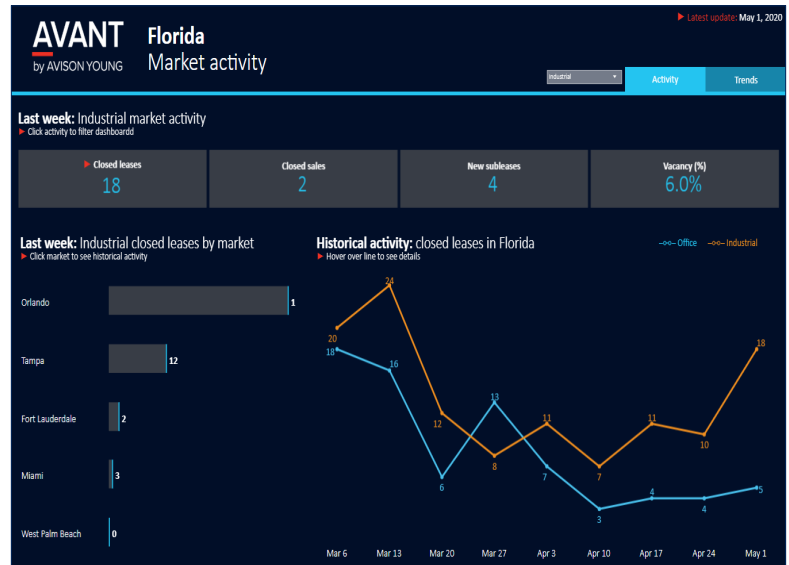 Latest update: May 1, 2020
AVANT
by AVISON YOUNG
Florida
Market activity
Industrial
Activity
Trends
Last week: Industrial market activity
Click activity to filter dashboardd
Closed leases
18
Closed sales
2
New subleases
4
Vacancy (%)
6.0%
Last week: Industrial closed leases by market
Click market to see historical activity
Orlando
1
Tampa
12
Fort Lauderdale
2
Miami
3
West Palm Beach
0
Historical activity: closed leases in Florida
Hover over line to see details
Office
Industrial
24
20
18
16
12
6
13
8
11
7
7
3
11
4
10
4
18
5
Mar 6 Mar 13 Mar 20 Mar 27 Apr 3 Apr 10 Apr 17 Apr 24 May 1